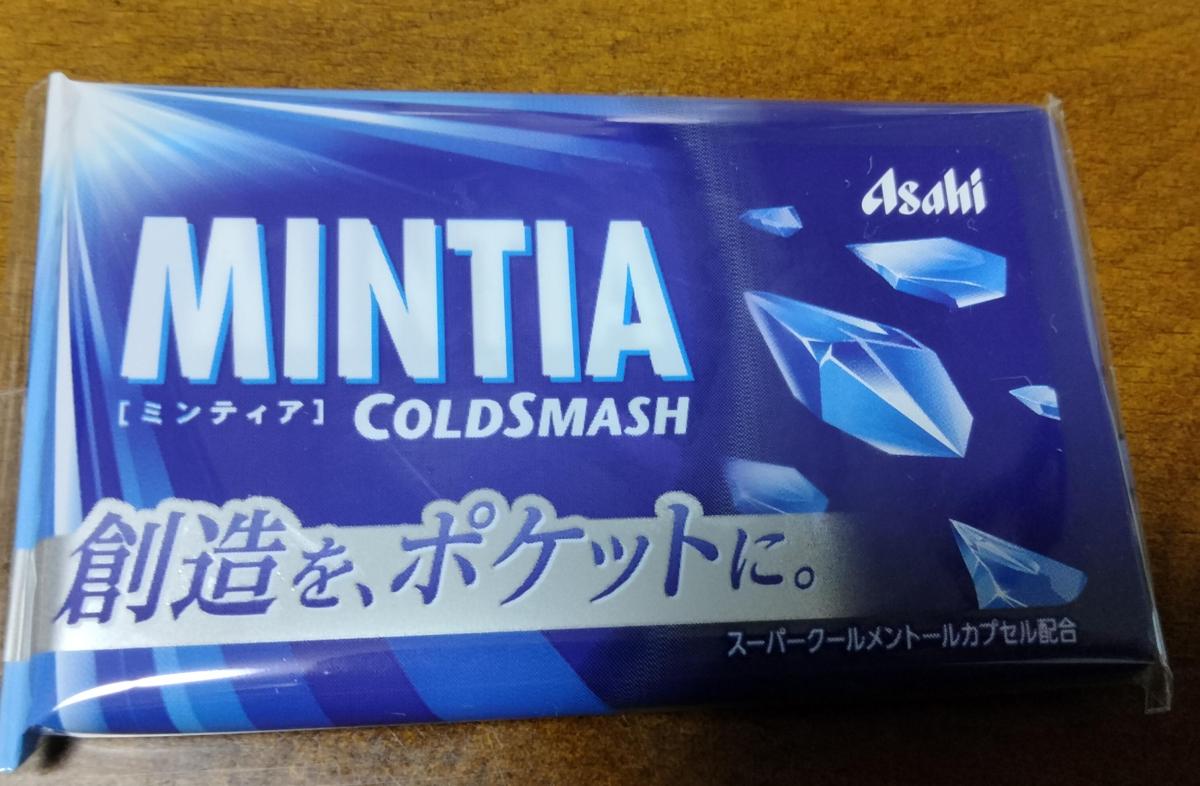 Asahi
MINTIA
[ミンティア] COLDSMASH
創造を、ポケットに。
スーパークールメントールカプセル配合